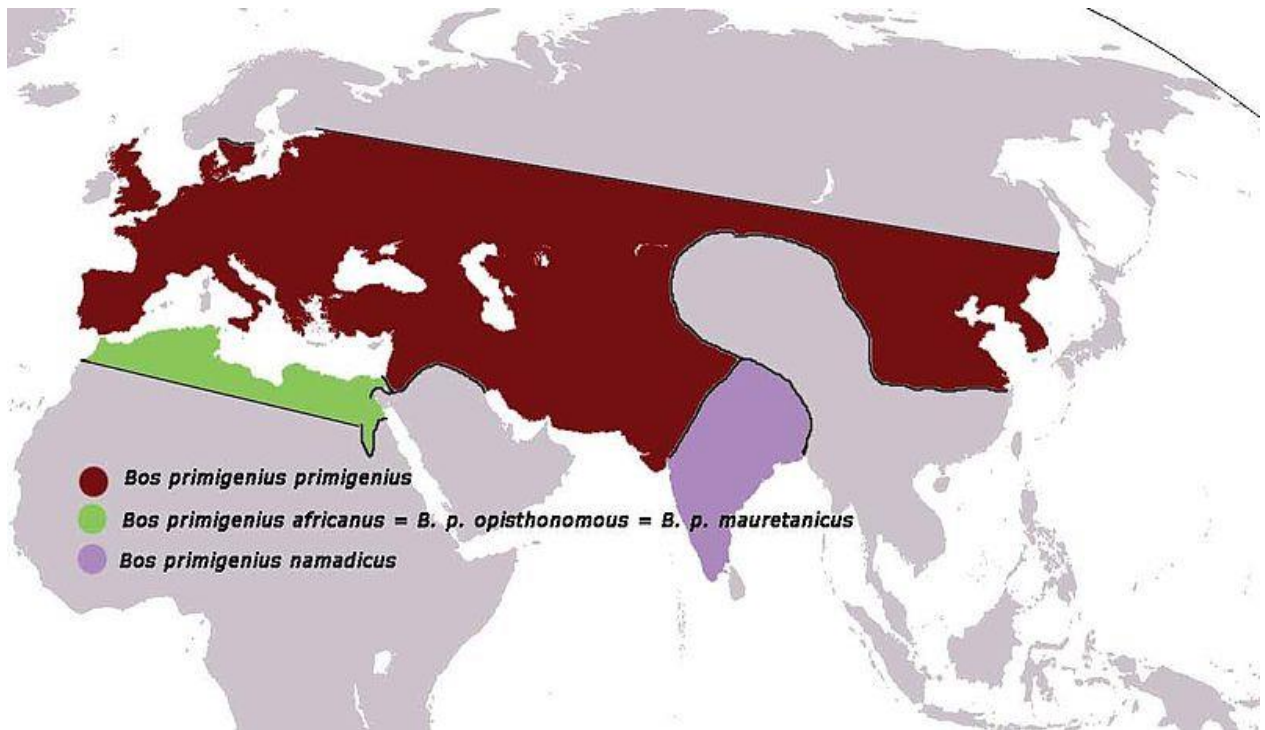 Bos primigenius primigenius
Bos primigenius africanus = B. p. opisthonomous = B. p. mauretanicus
Bos primigenius namadicus